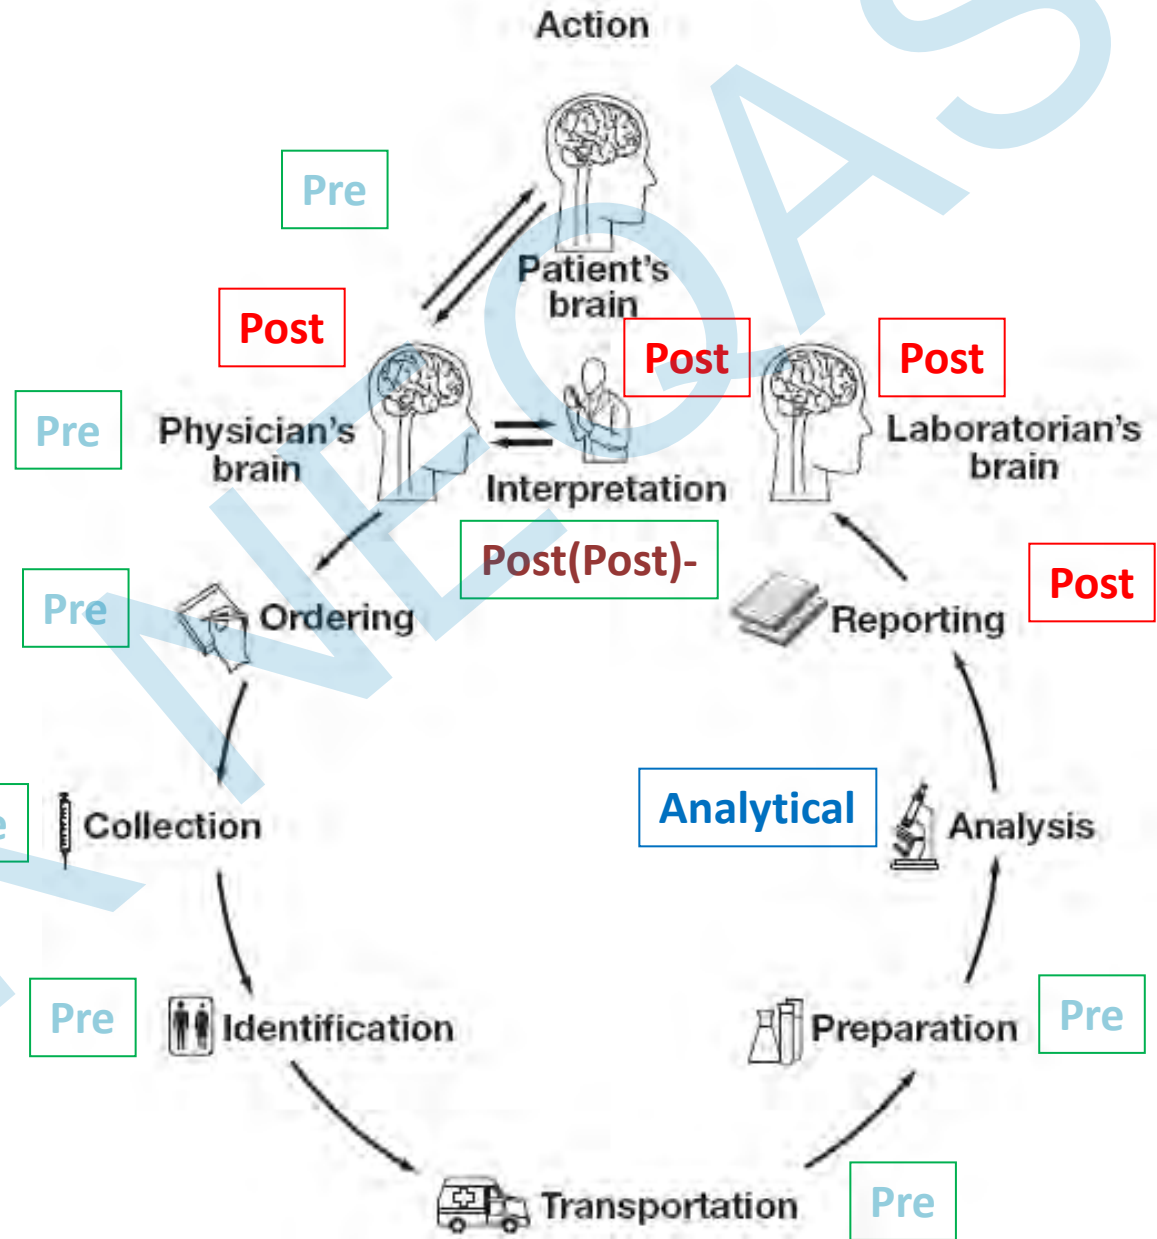 Action
Pre
Patient's
brain
Post
Post
Post
Pre
Physician's
brain
Laboratorian's
brain
Interpretation
Post(Post)-
Pre
Ordering
Reporting
Post
e
Collection
Analytical
Analysis
Pre
Identification
Preparation
Pre
Transportation
Pre
NEQAS